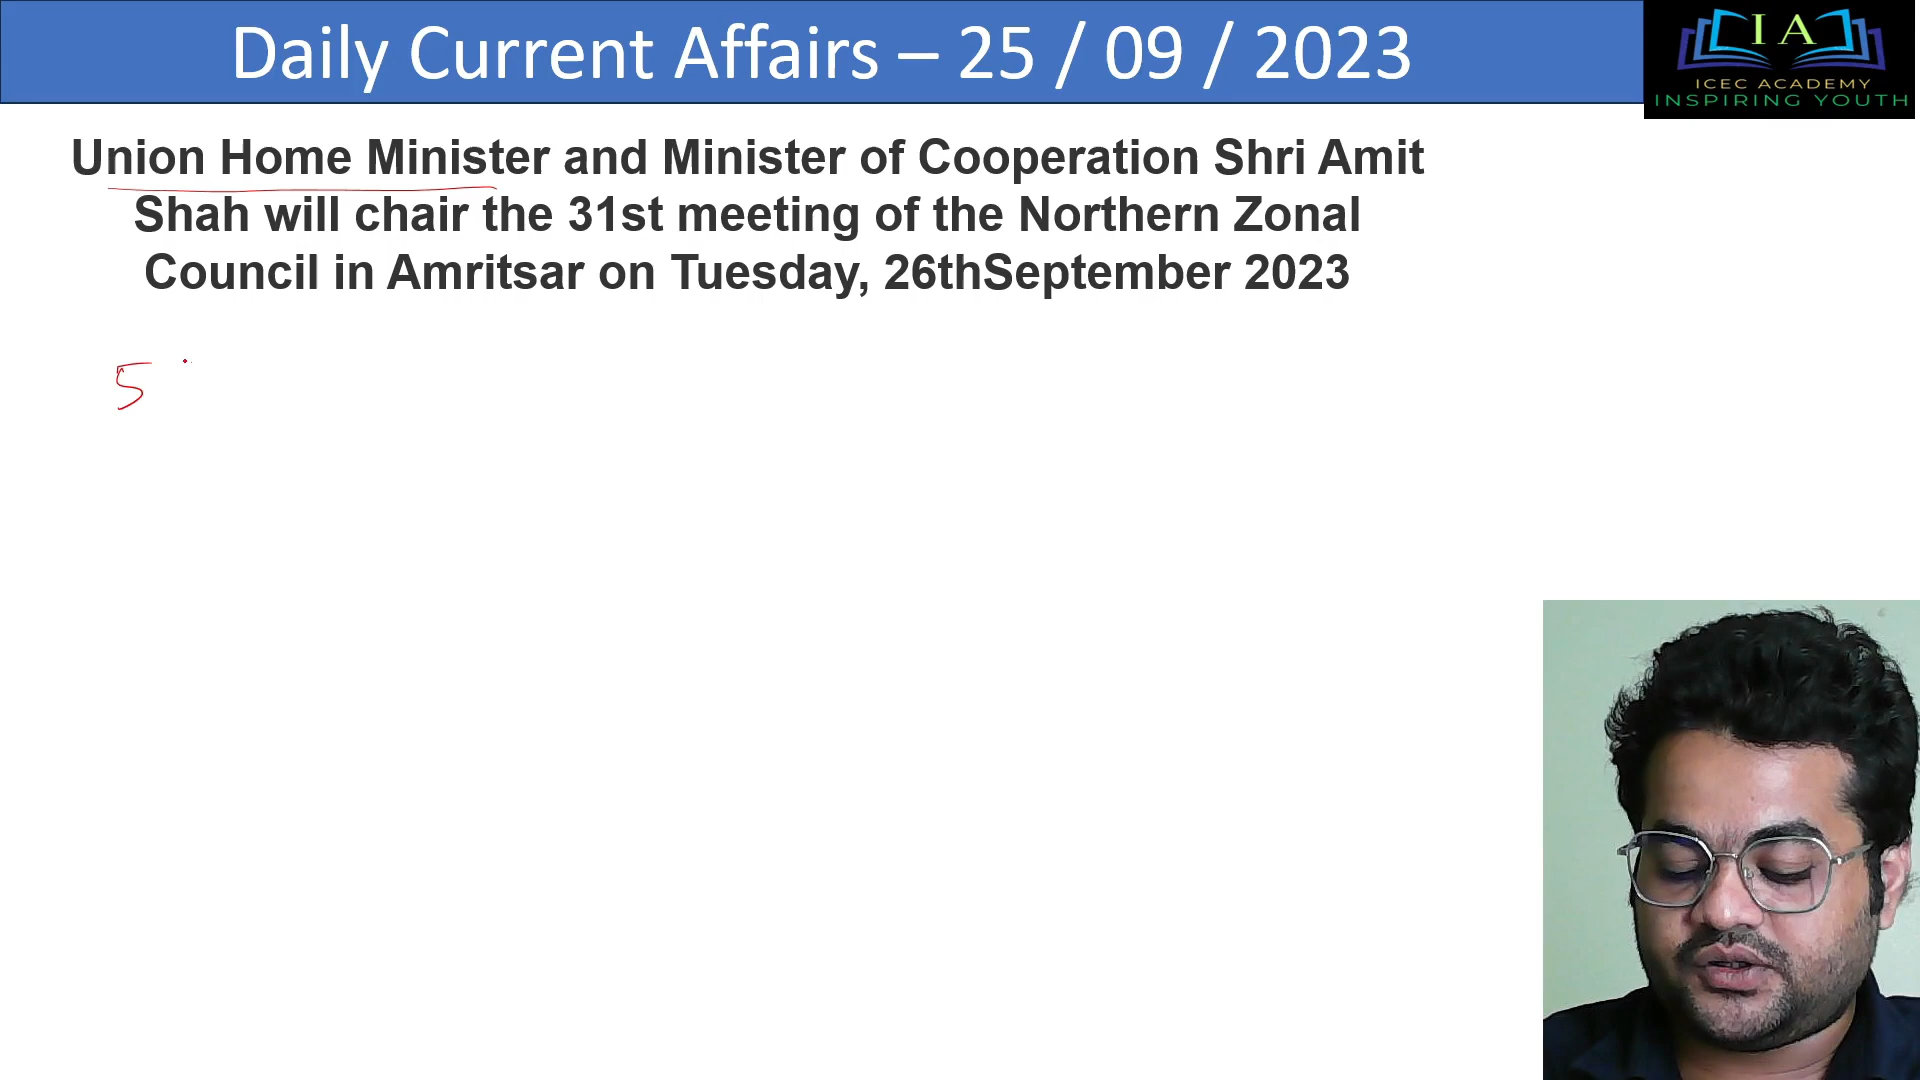 Daily Current Affairs – 25 / 09 / 2023
I A
ICEC ACADEMY
INSPIRING YOUTH
Union Home Minister and Minister of Cooperation Shri Amit
Shah will chair the 31st meeting of the Northern Zonal
Council in Amritsar on Tuesday, 26thSeptember 2023
5